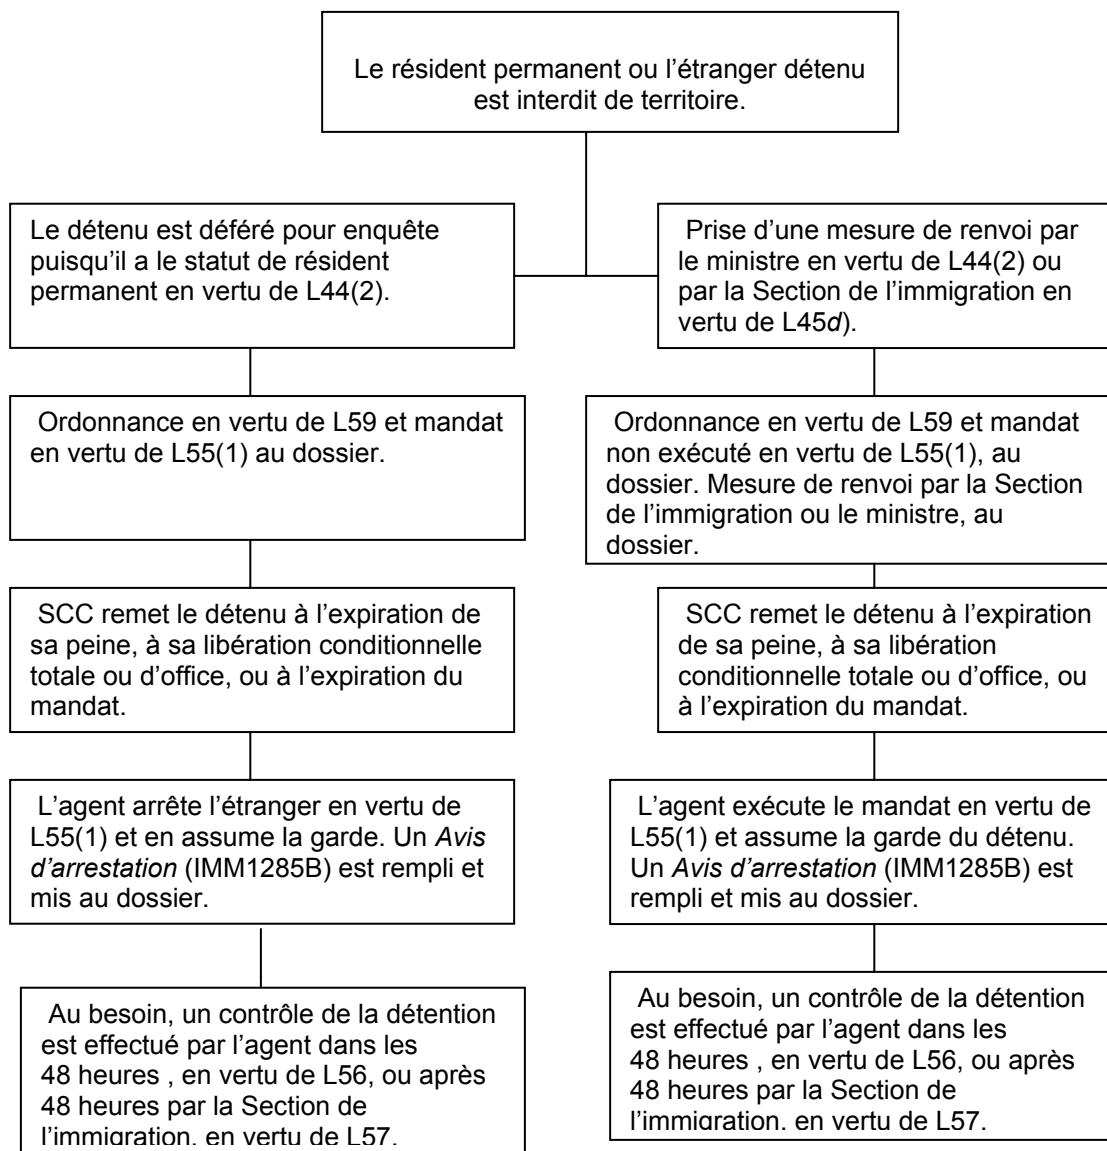 Le résident permanent ou l’étranger détenu
est interdit de territoire.
Le détenu est déféré pour enquête
puisqu’il a le statut de résident
permanent en vertu de L44(2).
Prise d’une mesure de renvoi par
le ministre en vertu de L44(2) ou
par la Section de l’immigration en
vertu de L45d).
Ordonnance en vertu de L59 et mandat
en vertu de L55(1) au dossier.
Ordonnance en vertu de L59 et mandat
non exécuté en vertu de L55(1), au
dossier. Mesure de renvoi par la Section
de l’immigration ou le ministre, au
dossier.
SCC remet le détenu à l’expiration de
sa peine, à sa libération conditionnelle
totale ou d’office, ou à l’expiration du
mandat.
SCC remet le détenu à l’expiration
de sa peine, à sa libération
conditionnelle totale ou d’office, ou
à l’expiration du mandat.
L’agent arrête l’étranger en vertu de
L55(1) et en assume la garde. Un Avis
d’arrestation (IMM1285B) est rempli et
mis au dossier.
L’agent exécute le mandat en vertu de
L55(1) et assume la garde du détenu.
Un Avis d’arrestation (IMM1285B) est
rempli et mis au dossier.
Au besoin, un contrôle de la détention
est effectué par l’agent dans les
48 heures , en vertu de L56, ou après
48 heures par la Section de
l’immigration, en vertu de L57.
Au besoin, un contrôle de la détention
est effectué par l’agent dans les
48 heures , en vertu de L56, ou après
48 heures par la Section de
l’immigration, en vertu de L57.